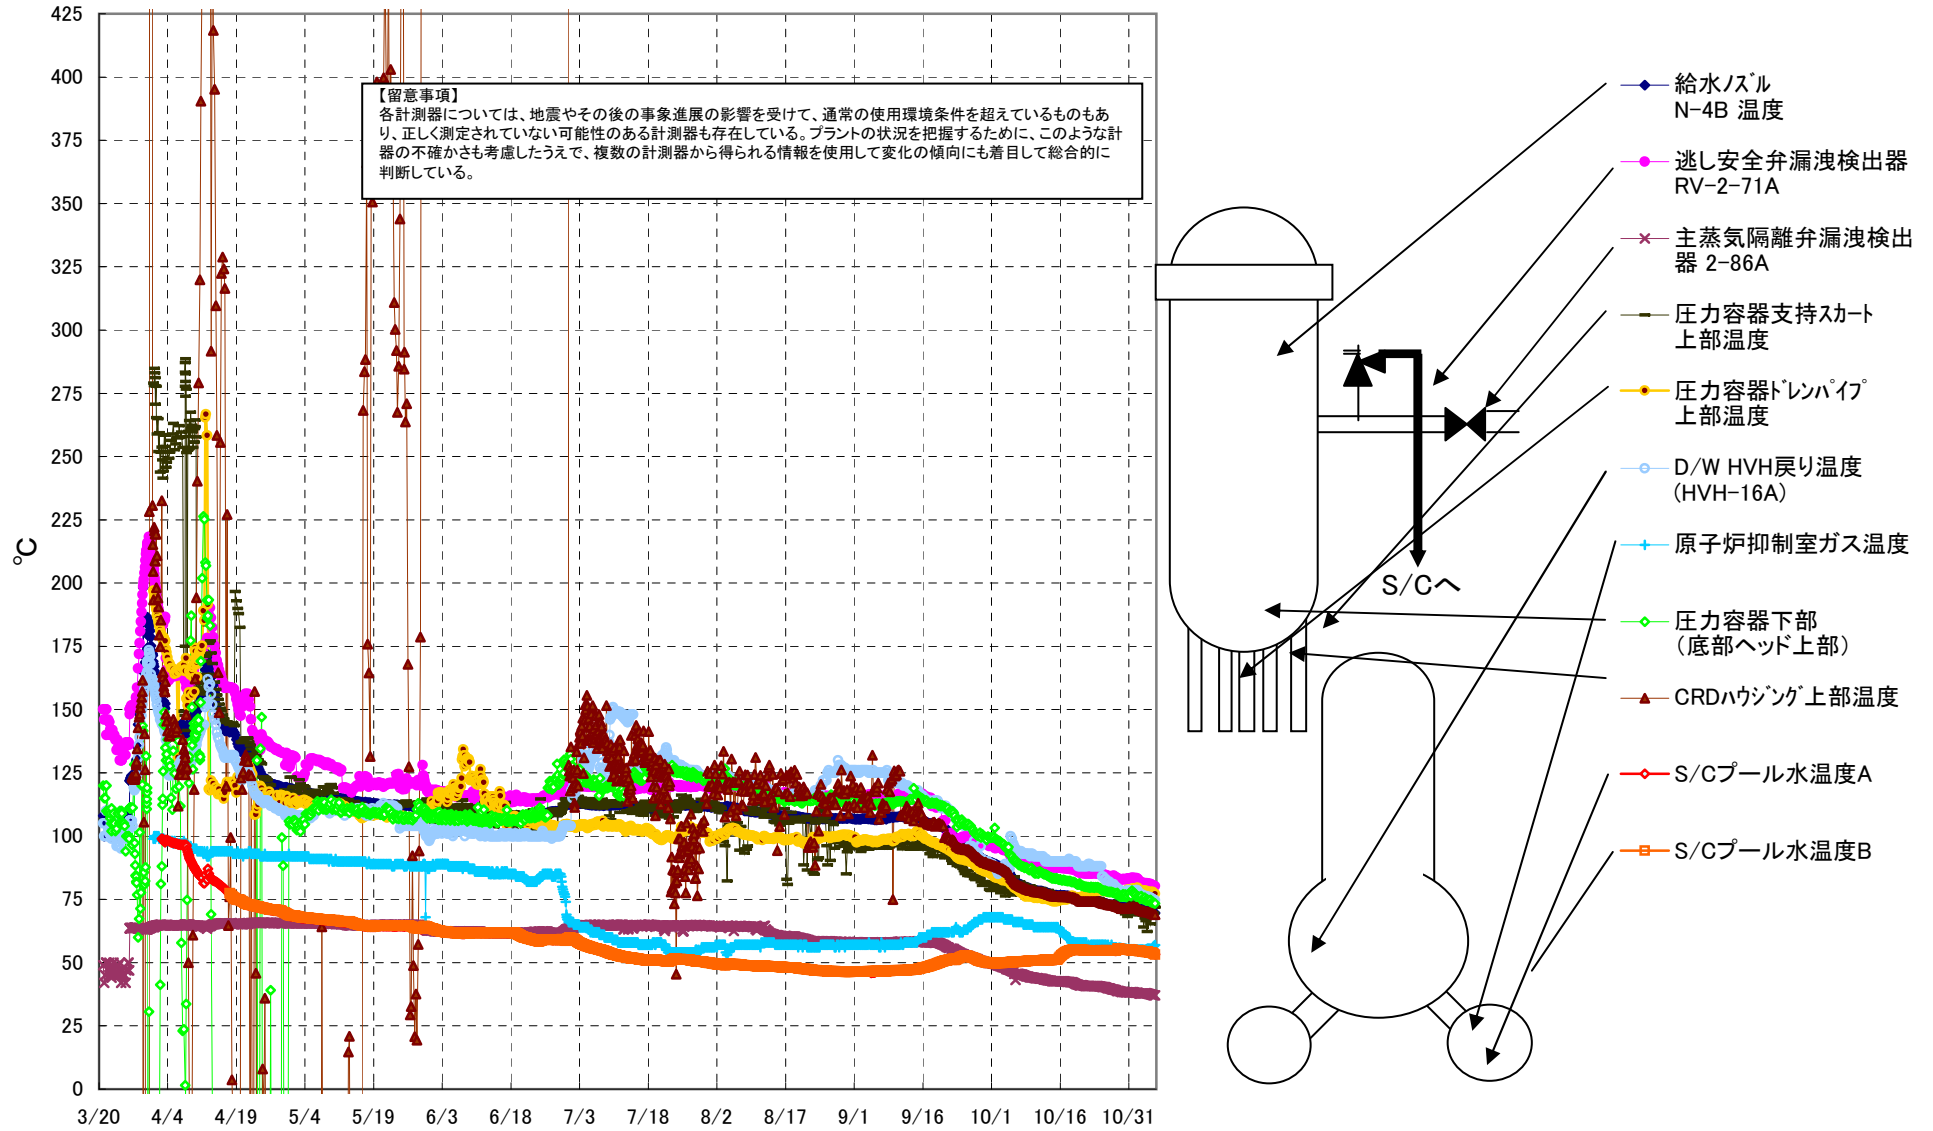 425
400
375
350
325
300
275
250
225
200
175
150
125
100
75
50
25
0
℃
3/20 4/4 4/19 5/4 5/19 6/3 6/18 7/3 7/18 8/2 8/17 9/1 9/16 10/1 10/16 10/31
【留意事項】
各計測器については、地震やその後の事象進展の影響を受けて、通常の使用環境条件を超えているものもあ
り、正しく測定されていない可能性のある計測器も存在している。プラントの状況を把握するために、このような計
器の不確かさも考慮したうえで、複数の計測器から得られる情報を使用して変化の傾向にも着目して総合的に
判断している。
S/Cへ
給水ﾉｽﾞﾙ
N-4B 温度
逃し安全弁漏洩検出器
RV-2-71A
主蒸気隔離弁漏洩検出
器 2-86A
圧力容器支持ｽｶｰﾄ
上部温度
圧力容器ﾄﾞﾚﾝﾊﾟｲﾌﾟ
上部温度
D/W HVH戻り温度
(HVH-16A)
原子炉抑制室ガス温度
圧力容器下部
（底部ヘッド上部）
CRDﾊｳｼﾞﾝｸﾞ上部温度
S/Cプール水温度A
S/Cプール水温度B